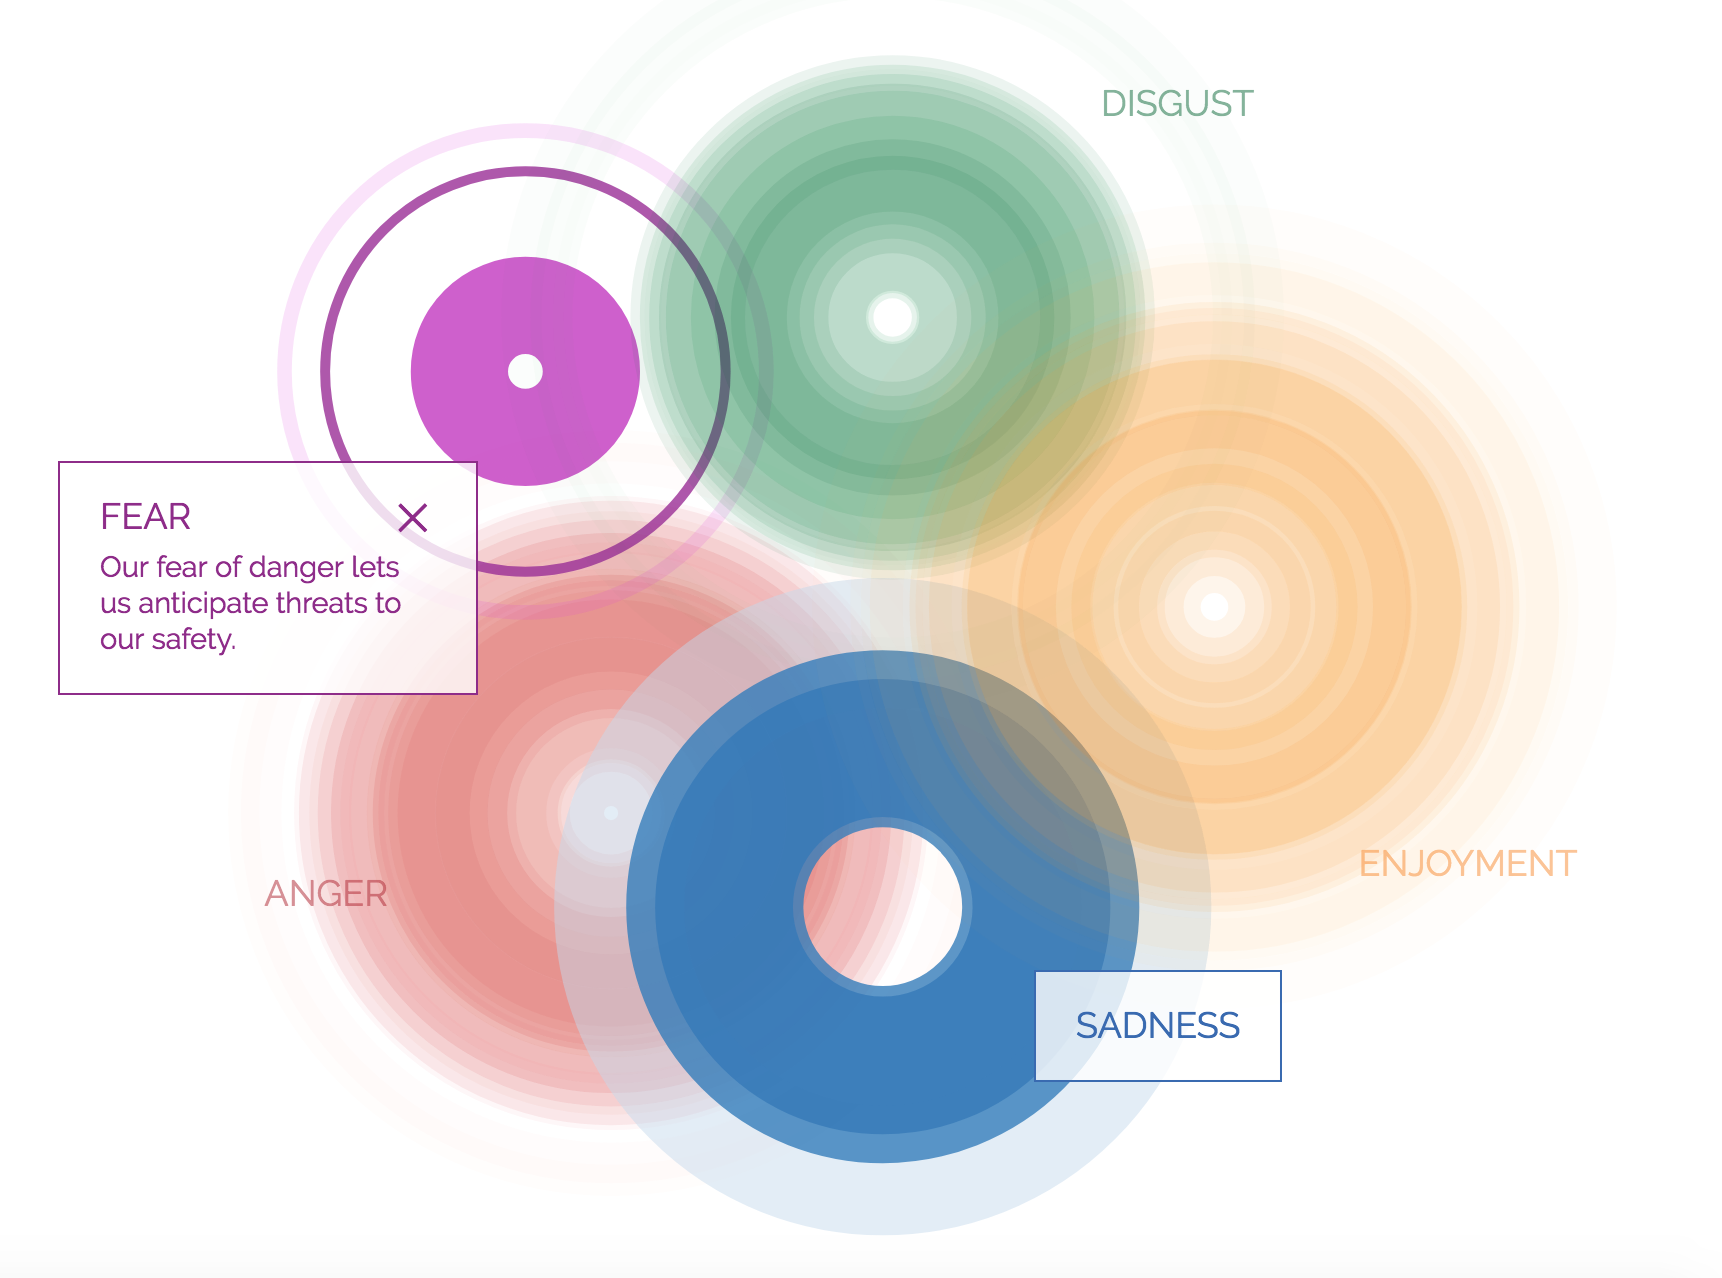 DISGUST
FEAR
Our fear of danger lets
us anticipate threats to
our safety.
ENJOYMENT
ANGER
SADNESS